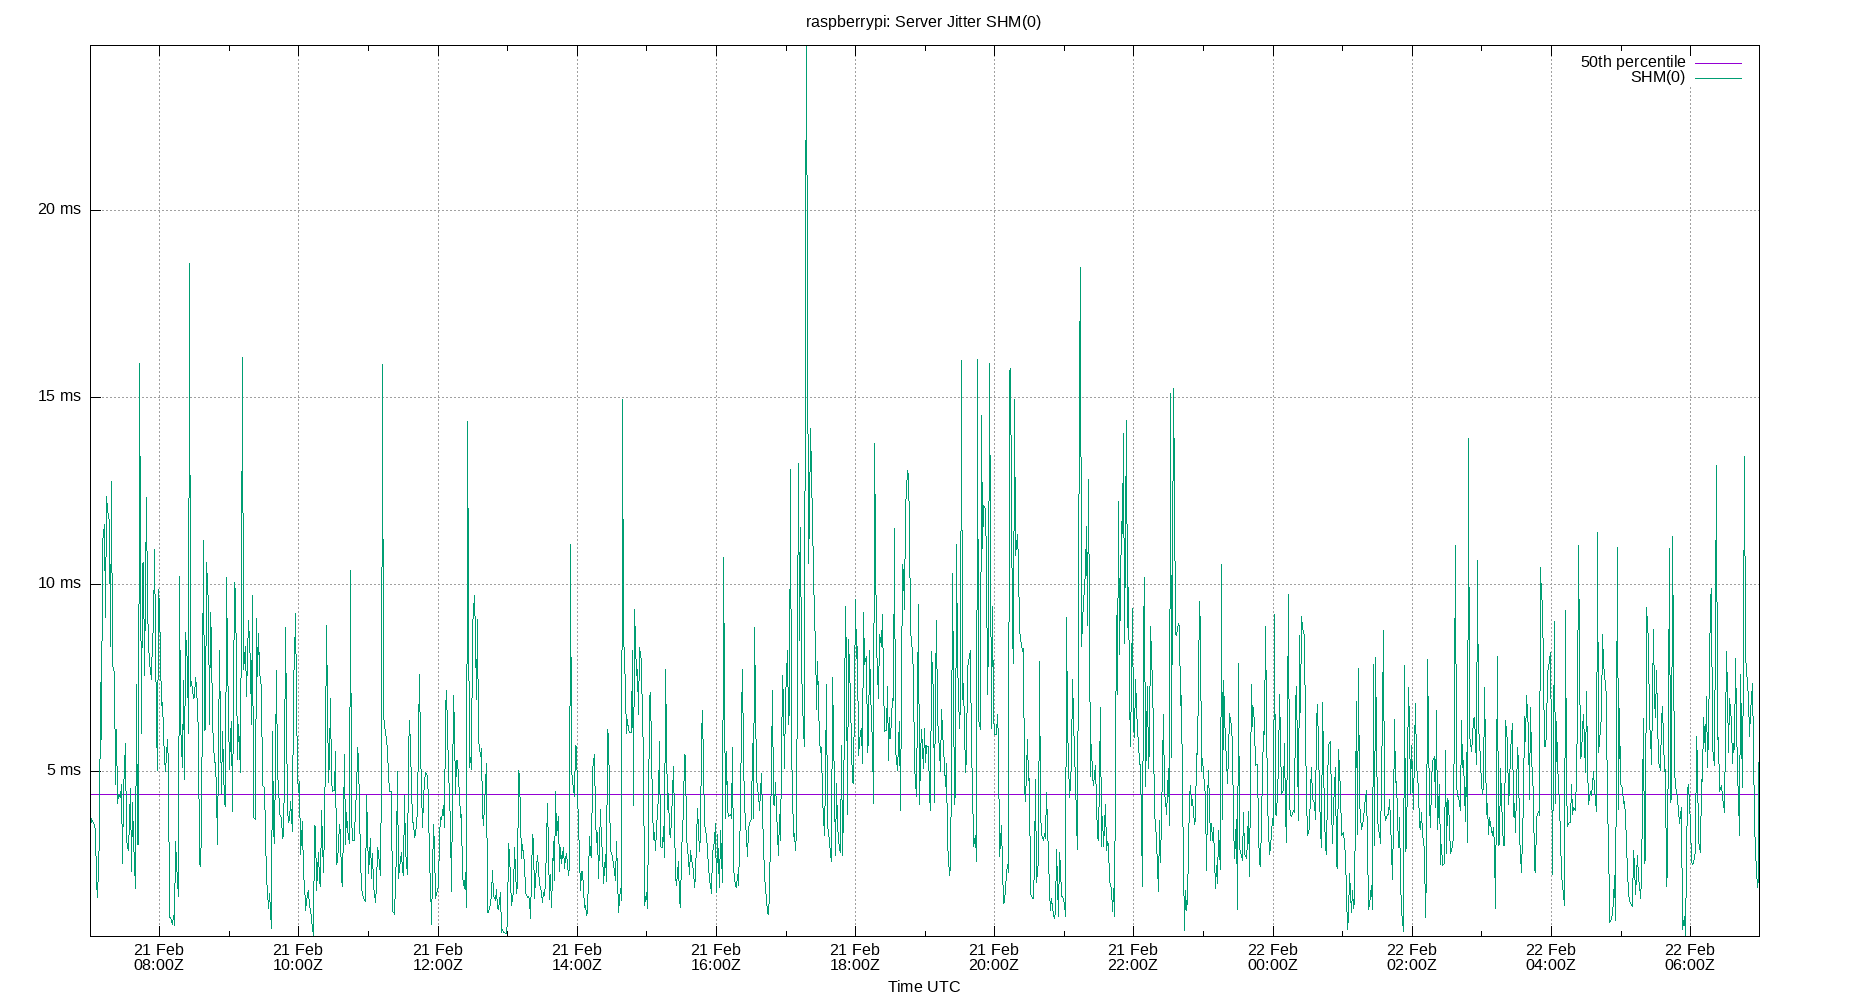 raspberrypi: Server Jitter SHM(0)
50th percentile
SHM(0)
20 ms
15 ms
10 ms
5 ms
21 Feb 21 Feb 21 Feb 21 Feb 21 Feb 21 Feb 21 Feb 21 Feb 22 Feb 22 Feb 22 Feb 22 Feb
08:00Z 10:00Z 12:00Z 14:00Z 16:00Z 18:00Z 20:00Z 22:00Z 00:00Z 02:00Z 04:00Z 06:00Z
Time UTC